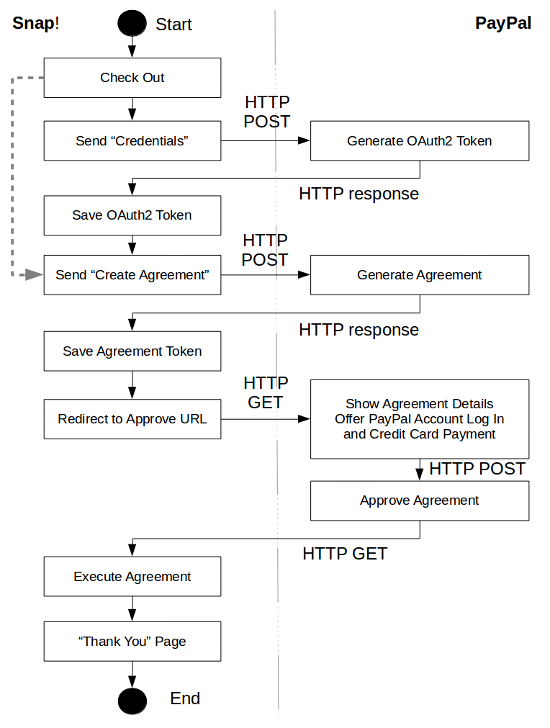 Snap!
Start
PayPal
Check Out
HTTP
POST
Send “Credentials”
Generate OAuth2 Token
HTTP response
Save OAuth2 Token
HTTP
POST
Send “Create Agreement”
Generate Agreement
HTTP response
Save Agreement Token
HTTP
GET
Redirect to Approve URL
Show Agreement Details
Offer PayPal Account Log In
and Credit Card Payment
HTTP POST
Approve Agreement
HTTP GET
Execute Agreement
“Thank You” Page
End